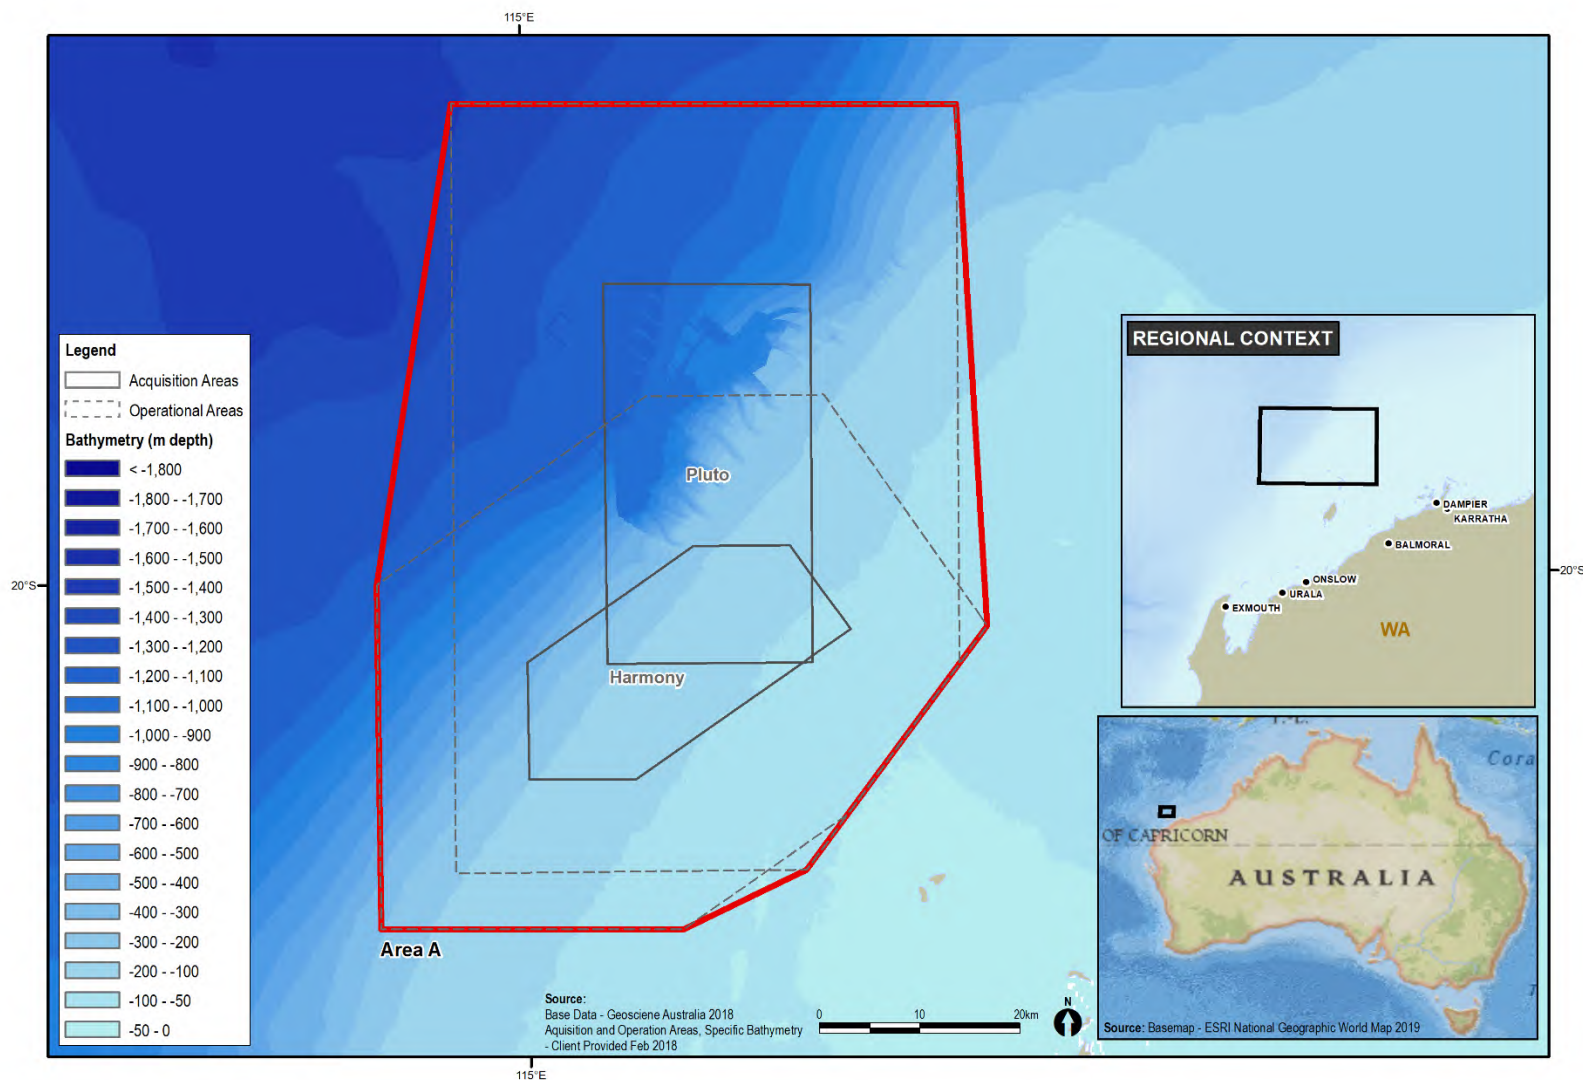 115°E
20°S
20°S
115°E
Legend
Acquisition Areas
Operational Areas
Bathymetry (m depth)
< -1,800
-1,800 - -1,700
-1,700 - -1,600
-1,600 - -1,500
-1,500 - -1,400
-1,400 - -1,300
-1,300 - -1,200
-1,200 - -1,100
-1,100 - -1,000
-1,000 - -900
-900 - -800
-800 - -700
-700 - -600
-600 - -500
-500 - -400
-400 - -300
-300 - -200
-200 - -100
-100 - -50
-50 - 0
Pluto
Harmony
Area A
Source:
Base Data - Geosciene Australia 2018
Aquisition and Operation Areas, Specific Bathymetry
- Client Provided Feb 2018
0 10 20km
N
REGIONAL CONTEXT
DAMPIER
KARRATHA
BALMORAL
ONSLOW
URALA
EXMOUTH
WA
Cora
OF CAPRICORN
AUSTRALIA
Source: Basemap - ESRI National Geographic World Map 2019